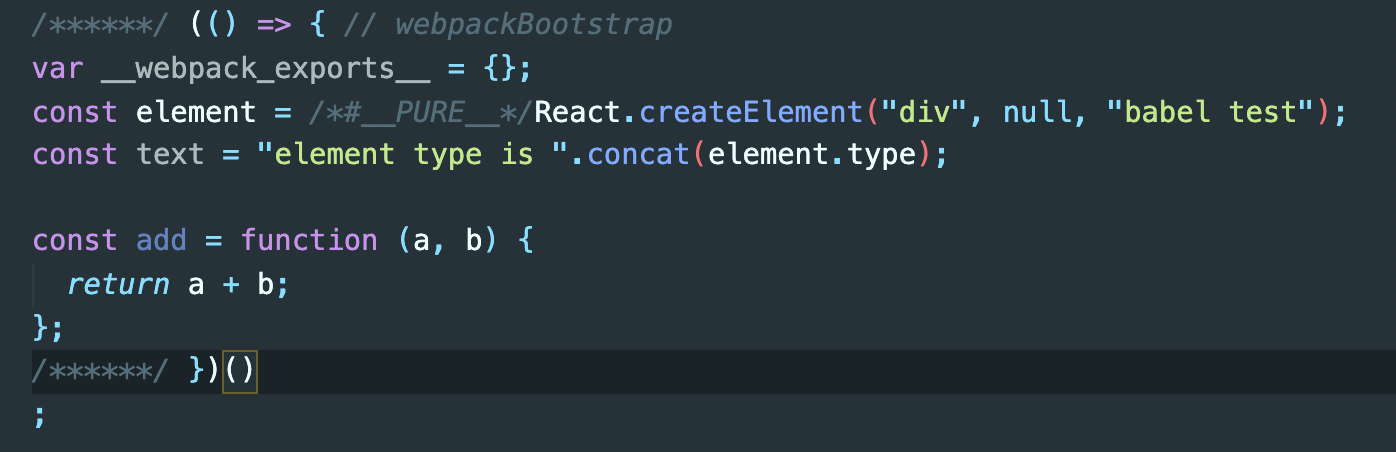 /******/ (() => { // webpackBootstrap
var __webpack_exports__ = {};
const element = /*#__PURE__*/React.createElement("div", null, "babel test");
const text = "element type is ".concat(element.type);
const add = function (a, b) {
  return a + b;
};
/******/ })()
;